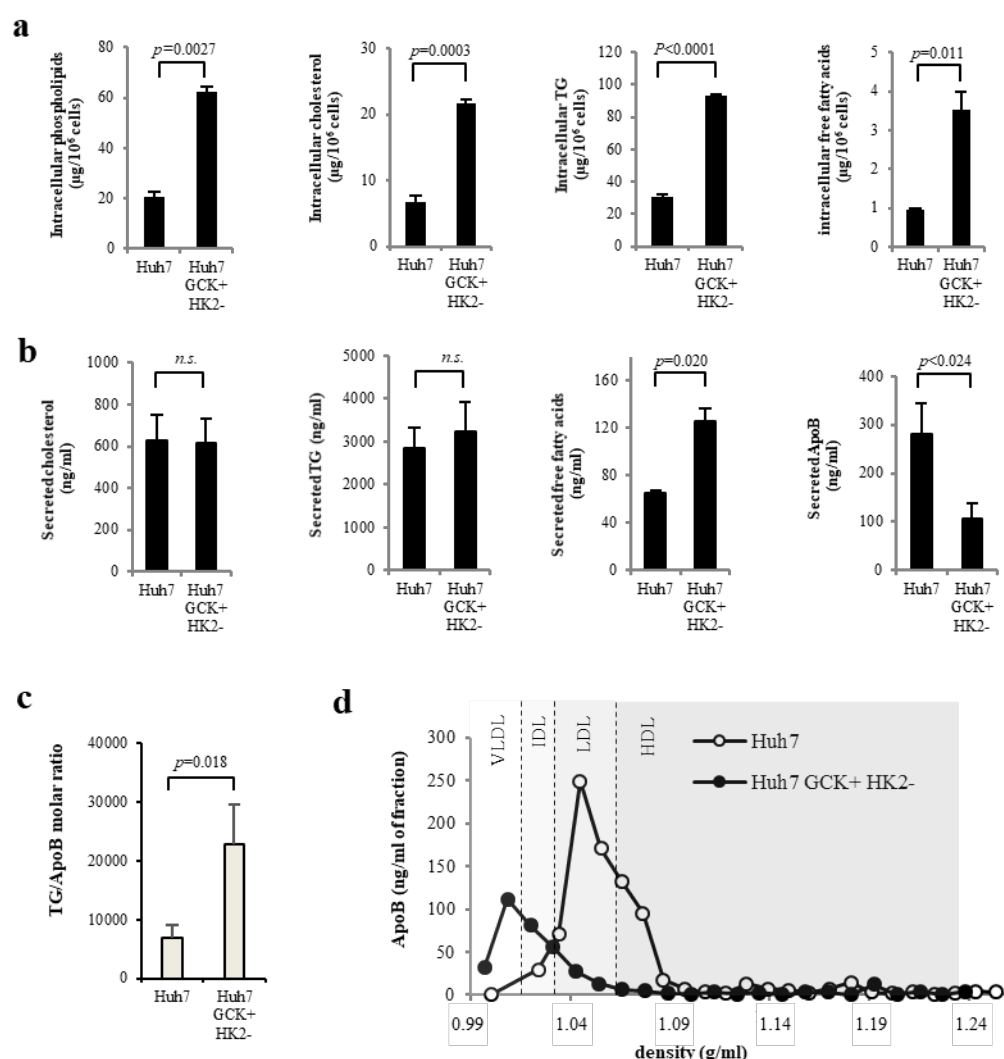 a
p=0.0027
80
60
40
20
0
Intracellular phospholipids
(µg/10⁶ cells)
Huh7
Huh7
GCK+
HK2-
p=0.0003
30
20
10
0
Intracellular cholesterol
(µg/10⁶ cells)
Huh7
Huh7
GCK+
HK2-
P<0.0001
120
100
80
60
40
20
0
Intracellular TG
(µg/10⁶ cells)
Huh7
Huh7
GCK+
HK2-
p=0.011
5
4
3
2
1
0
intracellular free fatty acids
(µg/10⁶ cells)
Huh7
Huh7
GCK+
HK2-
b
n.s.
1000
800
600
400
200
0
Secreted cholesterol
(ng/ml)
Huh7
Huh7
GCK+
HK2-
n.s.
5000
4000
3000
2000
1000
0
Secreted TG (ng/ml)
Huh7
Huh7
GCK+
HK2-
p=0.020
160
120
80
40
0
Secreted free fatty acids
(ng/ml)
Huh7
Huh7
GCK+
HK2-
p<0.024
400
300
200
100
0
Secreted ApoB
(ng/ml)
Huh7
Huh7
GCK+
HK2-
c
p=0.018
40000
30000
20000
10000
0
TG/ApoB molar ratio
Huh7
Huh7
GCK+
HK2-
d
VLDL
IDL
LDL
HDL
Huh7
Huh7 GCK+ HK2-
300
250
200
150
100
50
0
ApoB (ng/ml of fraction)
0.99
1.04
1.09
1.14
1.19
1.24
density (g/ml)